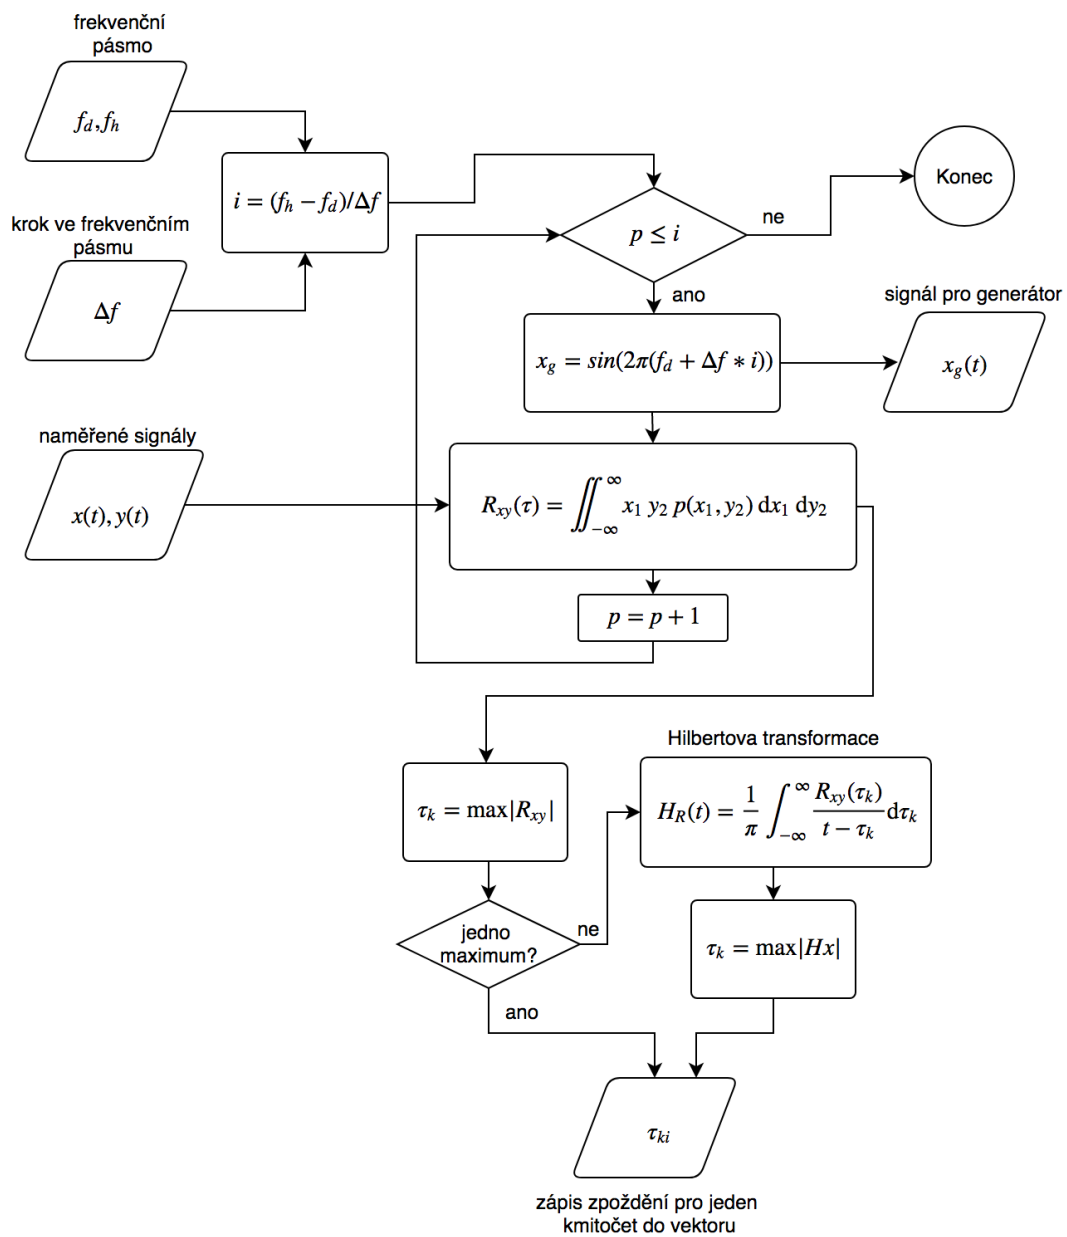 frekvenční
pásmo
f_d,f_h
i = (f_h − f_d)/Δf
krok ve frekvenčním
pásmu
Δf
p ≤ i
ne
Konec
ano
x_g = sin(2π(f_d + Δf ∗ i))
signál pro generátor
x_g(t)
naměřené signály
x(t), y(t)
R_xy(τ) = ∬_−∞^∞ x_1 y_2 p(x_1, y_2) dx_1 dy_2
p = p + 1
τ_k = max|R_xy|
Hilbertova transformace
H_R(t) = 1/π ∫_−∞^∞ R_xy(τ_k)/(t − τ_k) dτ_k
jedno
maximum?
ne
τ_k = max|Hx|
ano
τ_ki
zápis zpoždění pro jeden
kmitočet do vektoru